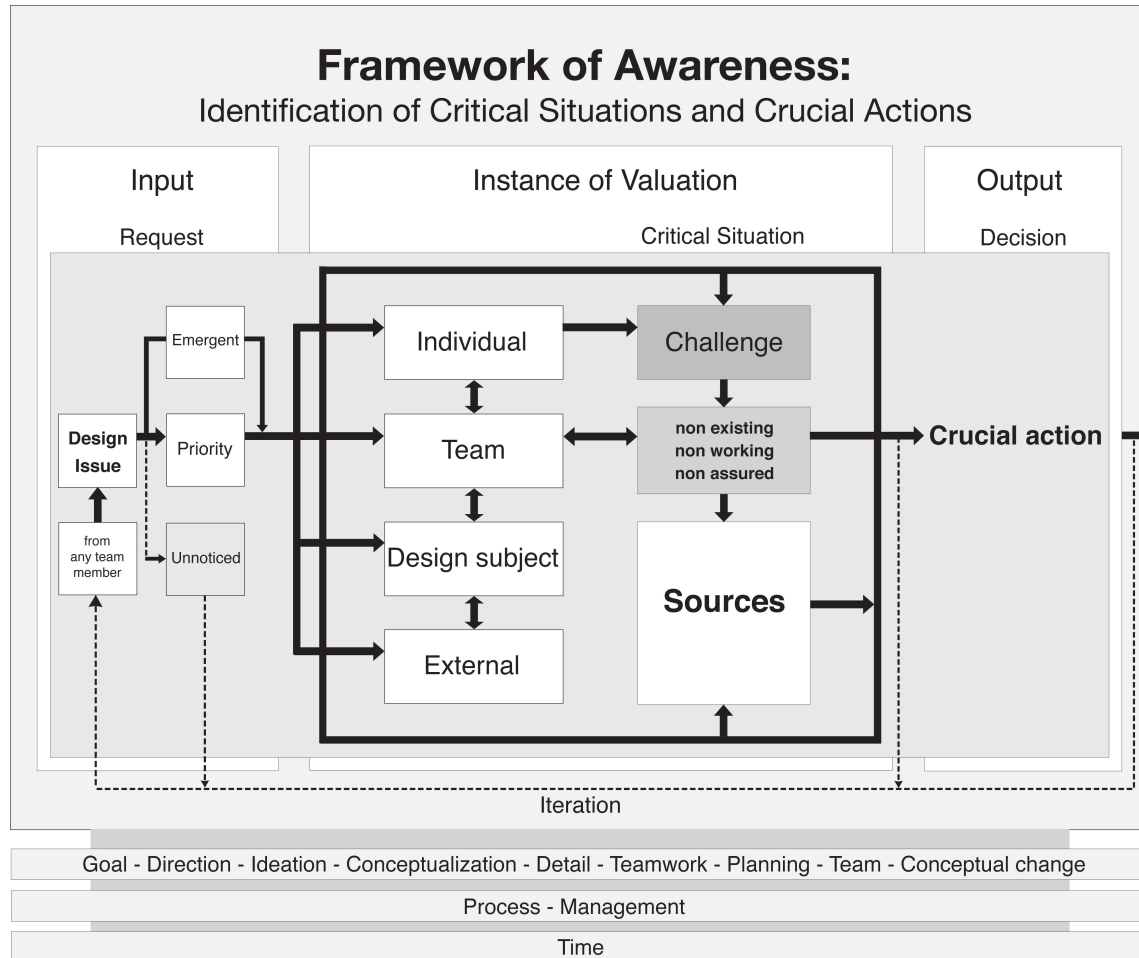 Framework of Awareness:
Identification of Critical Situations and Crucial Actions
Input
Instance of Valuation
Output
Request
Critical Situation
Decision
Emergent
Priority
Unnoticed
Design
Issue
from
any team
member
Individual
Team
Design subject
External
Challenge
non existing
non working
non assured
Sources
Crucial action
Iteration
Goal - Direction - Ideation - Conceptualization - Detail - Teamwork - Planning - Team - Conceptual change
Process - Management
Time